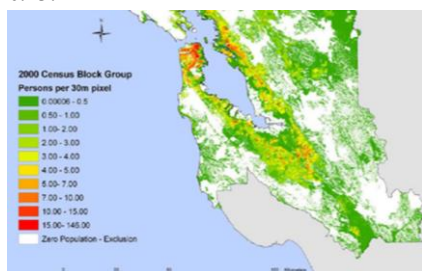 2000 Census Block Group
Persons per 30m pixel
0.00006 - 0.5
0.50 - 1.00
1.00 - 2.00
2.00 - 3.00
3.00 - 4.00
4.00 - 5.00
5.00 - 7.00
7.00 - 10.00
10.00 - 15.00
15.00 - 145.00
Zero Population - Exclusion